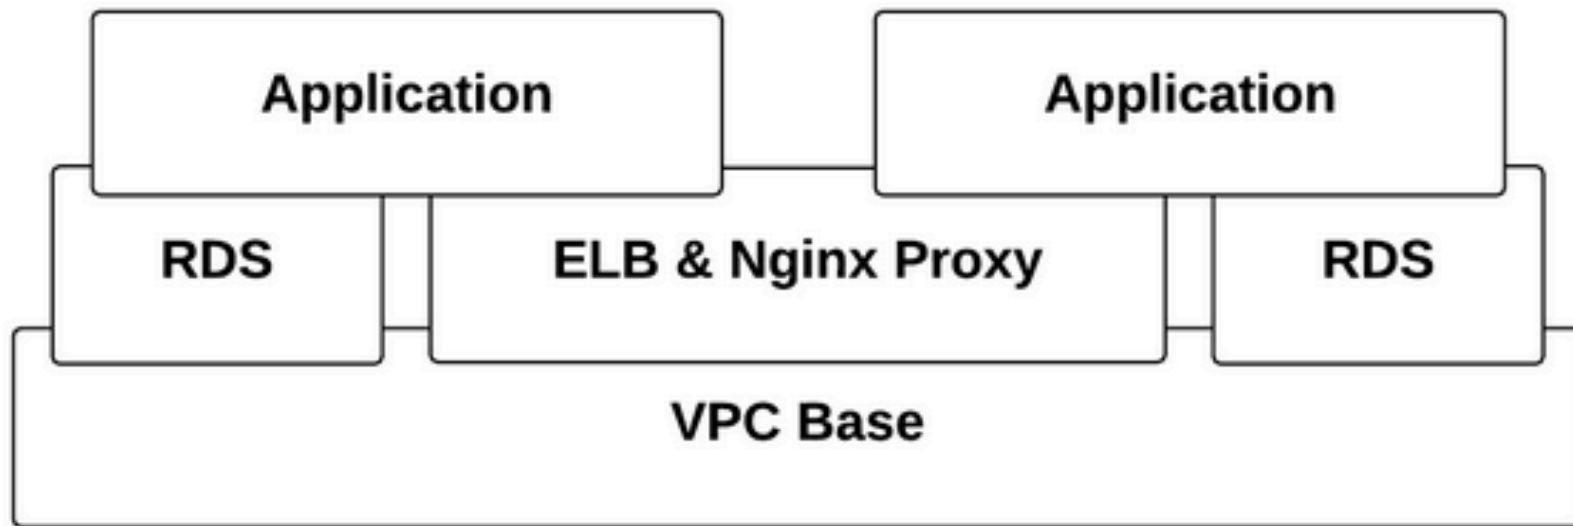 Application
Application
RDS
ELB & Nginx Proxy
RDS
VPC Base